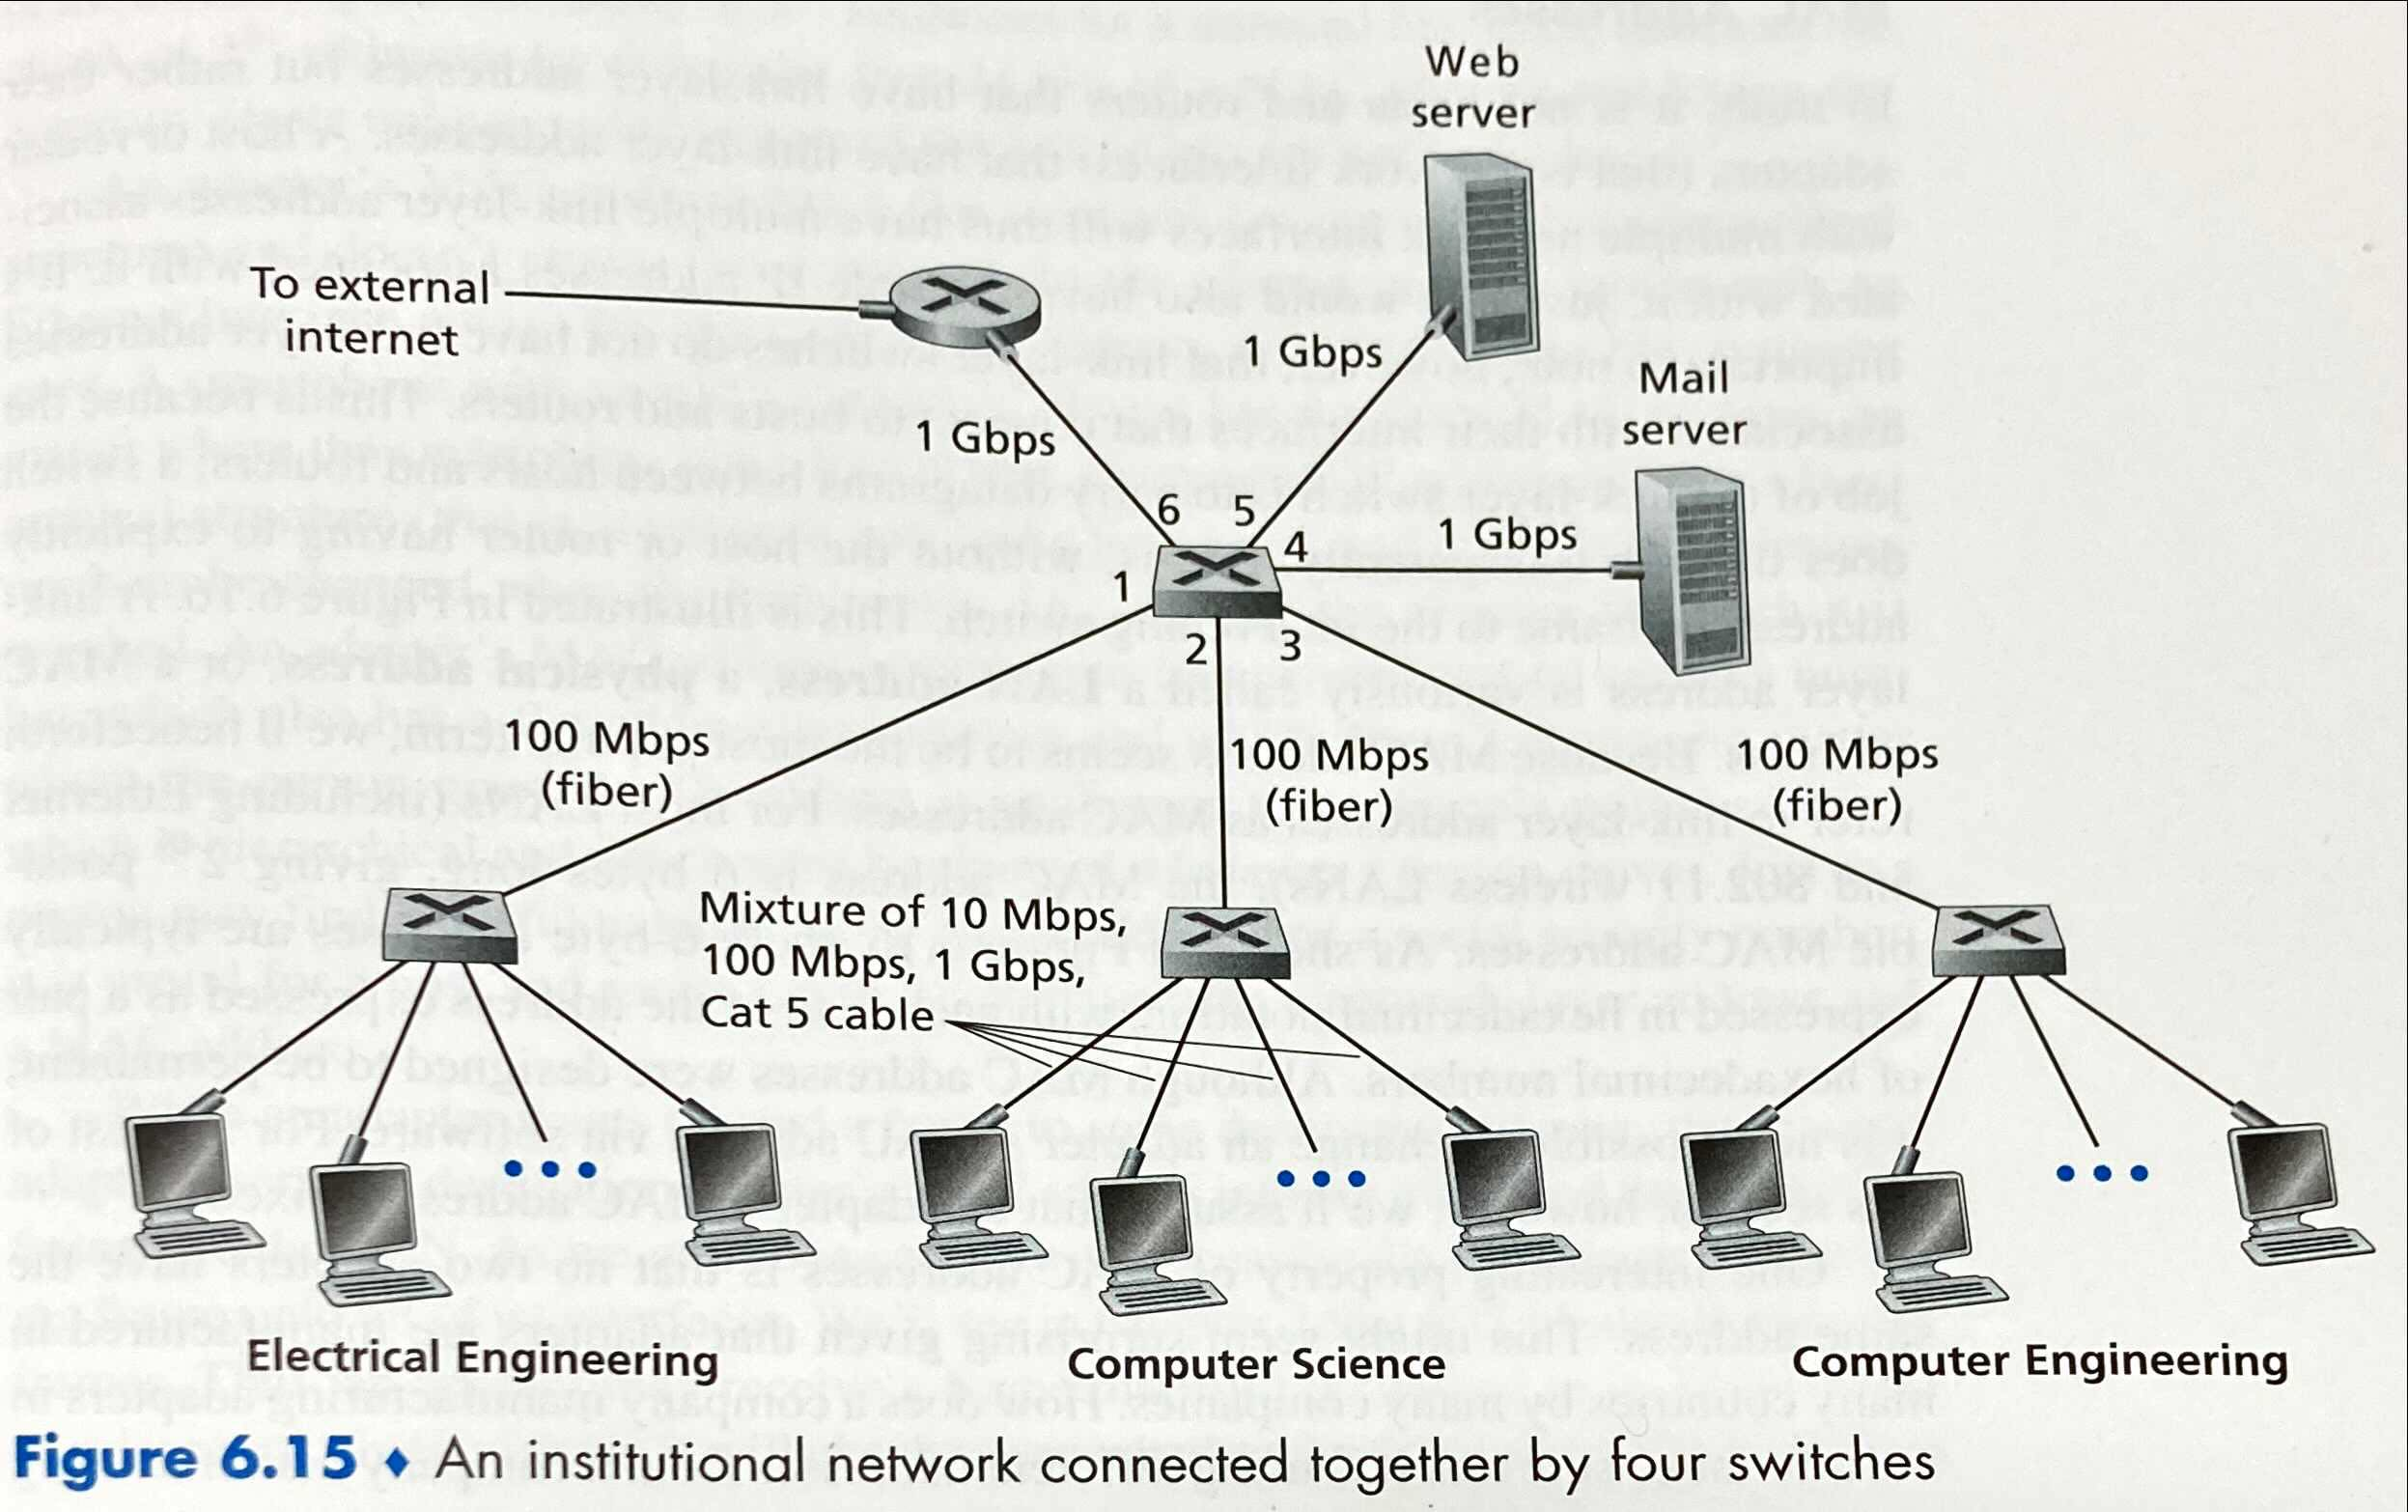 Web
server
To external
internet
1 Gbps
Mail
server
1 Gbps
6 5
4
1 Gbps
1
2
3
100 Mbps
(fiber)
100 Mbps
(fiber)
100 Mbps
(fiber)
Mixture of 10 Mbps,
100 Mbps, 1 Gbps,
Cat 5 cable
Electrical Engineering
Computer Science
Computer Engineering
Figure 6.15 ♦ An institutional network connected together by four switches